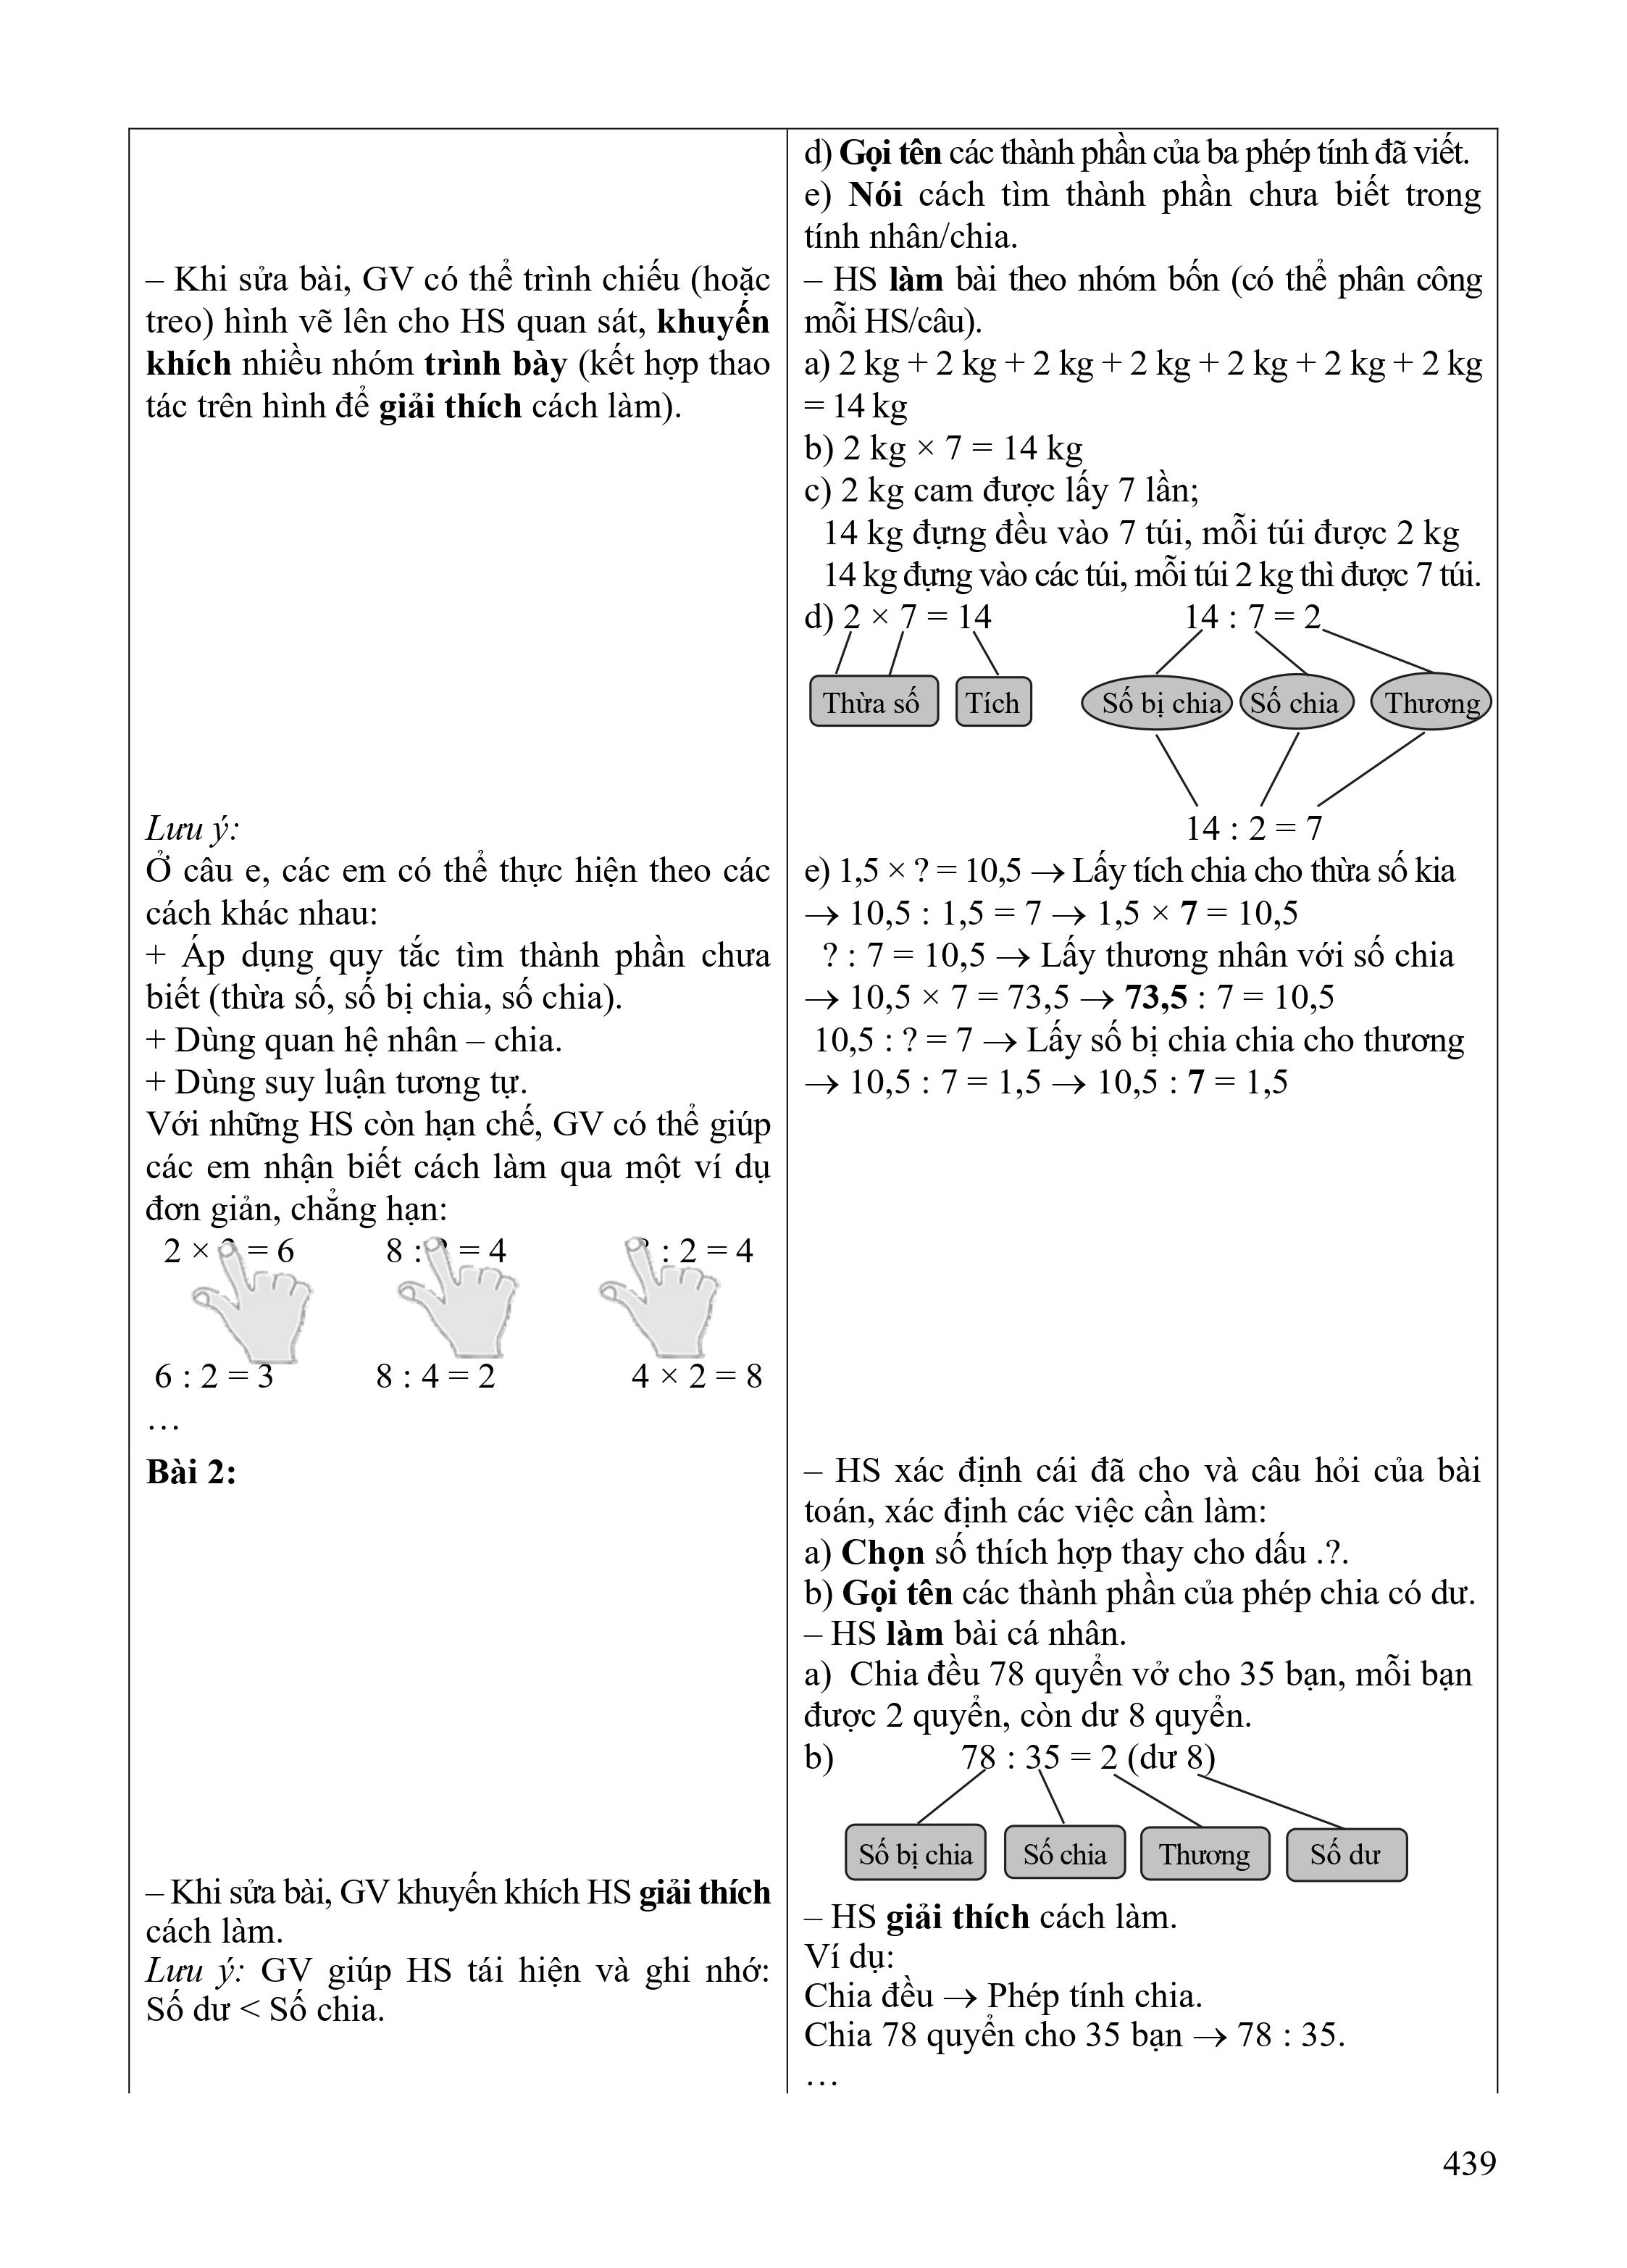 d) Gọi tên các thành phần của ba phép tính đã viết.
e) Nói cách tìm thành phần chưa biết trong
tính nhân/chia.
– Khi sửa bài, GV có thể trình chiếu (hoặc
treo) hình vẽ lên cho HS quan sát, khuyến
khích nhiều nhóm trình bày (kết hợp thao
tác trên hình để giải thích cách làm).
– HS làm bài theo nhóm bốn (có thể phân công
mỗi HS/câu).
a) 2 kg + 2 kg + 2 kg + 2 kg + 2 kg + 2 kg + 2 kg
= 14 kg
b) 2 kg × 7 = 14 kg
c) 2 kg cam được lấy 7 lần;
14 kg đựng đều vào 7 túi, mỗi túi được 2 kg
14 kg đựng vào các túi, mỗi túi 2 kg thì được 7 túi.
d) 2 × 7 = 14 14 : 7 = 2
Thừa số Tích Số bị chia Số chia Thương
14 : 2 = 7
Lưu ý:
Ở câu e, các em có thể thực hiện theo các
cách khác nhau:
+ Áp dụng quy tắc tìm thành phần chưa
biết (thừa số, số bị chia, số chia).
+ Dùng quan hệ nhân – chia.
+ Dùng suy luận tương tự.
Với những HS còn hạn chế, GV có thể giúp
các em nhận biết cách làm qua một ví dụ
đơn giản, chẳng hạn:
2 × = 6 8 : = 4 : 2 = 4
6 : 2 = 3 8 : 4 = 2 4 × 2 = 8
…
e) 1,5 × ? = 10,5 → Lấy tích chia cho thừa số kia
→ 10,5 : 1,5 = 7 → 1,5 × 7 = 10,5
? : 7 = 10,5 → Lấy thương nhân với số chia
→ 10,5 × 7 = 73,5 → 73,5 : 7 = 10,5
10,5 : ? = 7 → Lấy số bị chia chia cho thương
→ 10,5 : 7 = 1,5 → 10,5 : 7 = 1,5
Bài 2:
– HS xác định cái đã cho và câu hỏi của bài
toán, xác định các việc cần làm:
a) Chọn số thích hợp thay cho dấu .?.
b) Gọi tên các thành phần của phép chia có dư.
– HS làm bài cá nhân.
a) Chia đều 78 quyển vở cho 35 bạn, mỗi bạn
được 2 quyển, còn dư 8 quyển.
b) 78 : 35 = 2 (dư 8)
Số bị chia Số chia Thương Số dư
– Khi sửa bài, GV khuyến khích HS giải thích
cách làm.
Lưu ý: GV giúp HS tái hiện và ghi nhớ:
Số dư < Số chia.
– HS giải thích cách làm.
Ví dụ:
Chia đều → Phép tính chia.
Chia 78 quyển cho 35 bạn → 78 : 35.
…
439